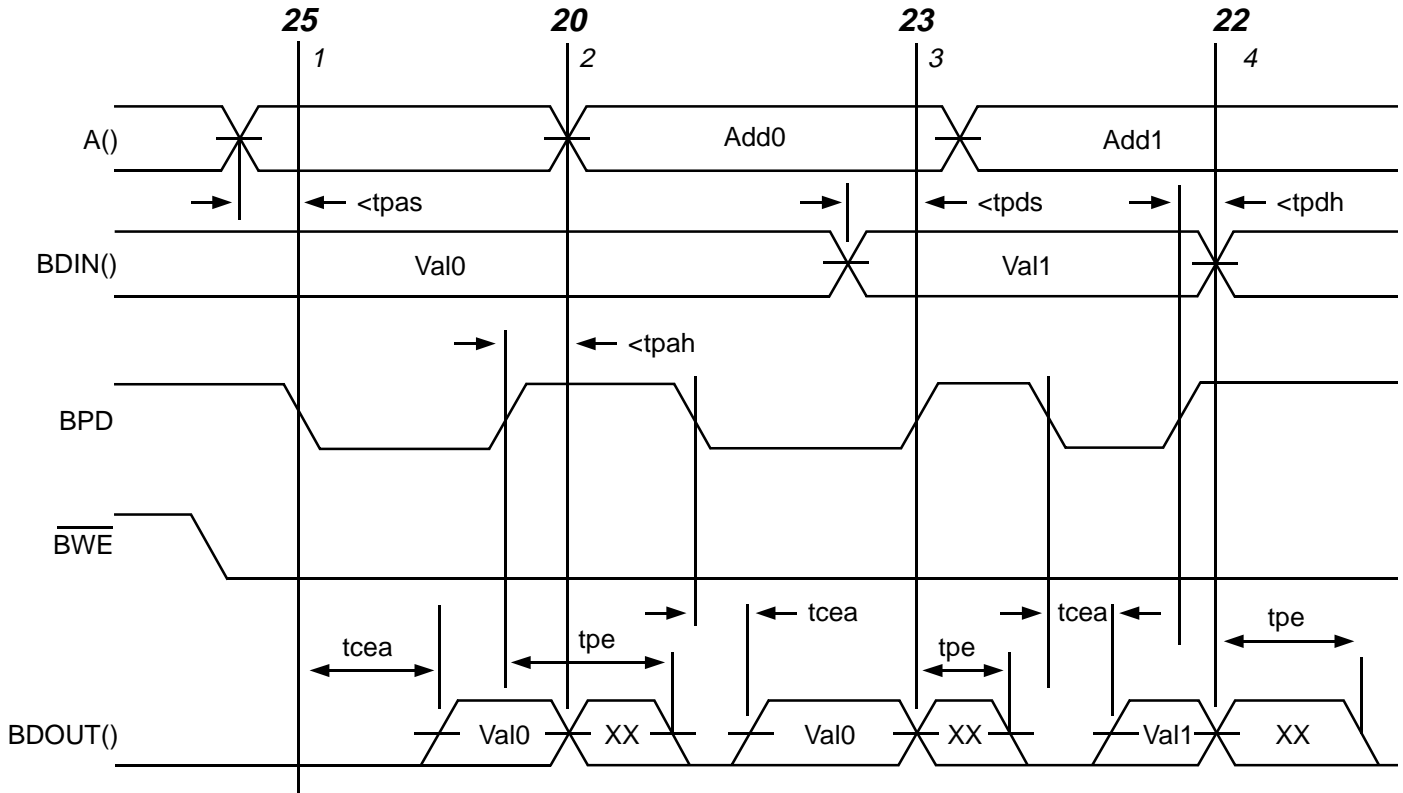 25 20 23 22
1 2 3 4
A() Add0 Add1
<tpas <tpds <tpdh
BDIN() Val0 Val1
<tpah
BPD
BWE
tcea tpe tcea tpe tcea tpe
BDOUT() Val0 XX Val0 XX Val1 XX